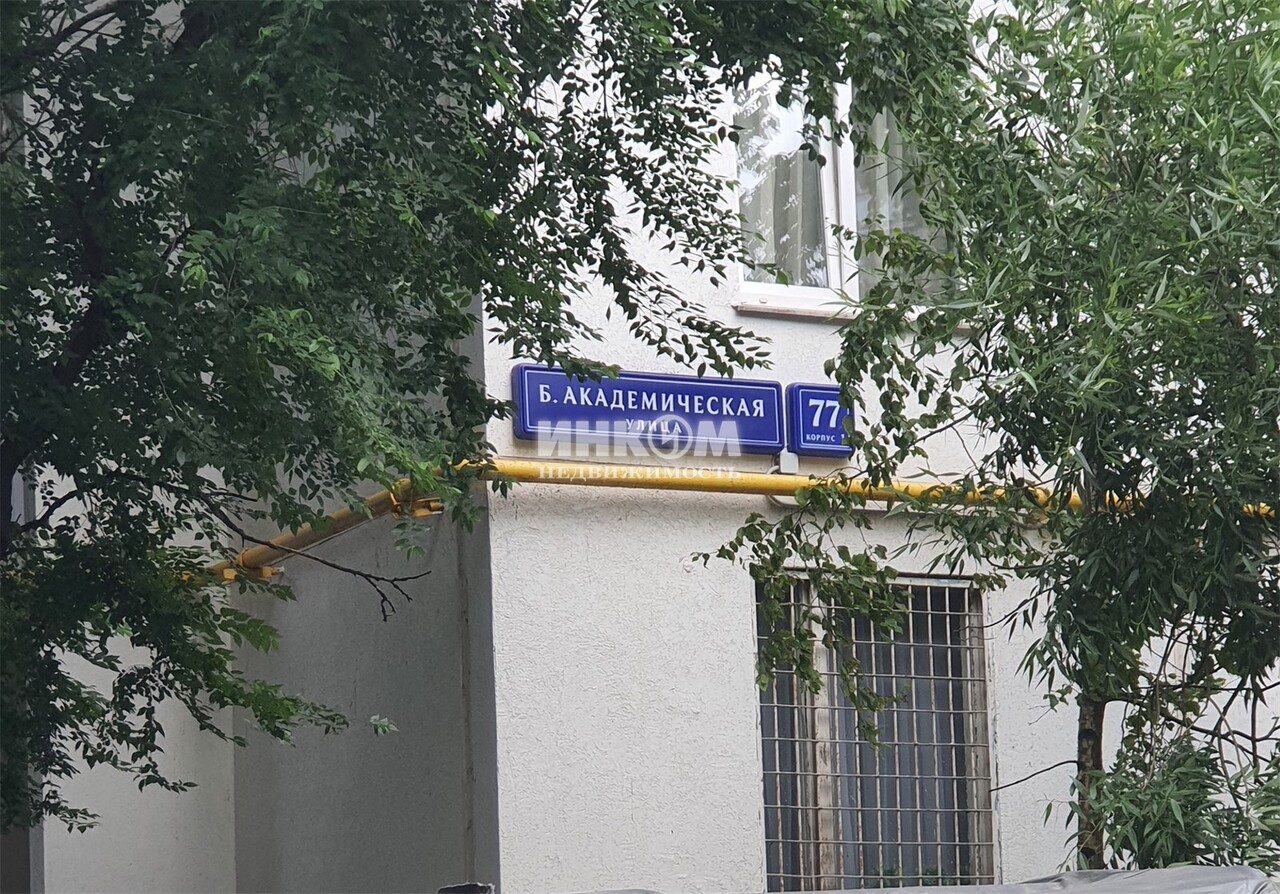 Б. АКАДЕМИЧЕСКАЯ
УЛИЦА
77
КОРПУС
ИНКОМ
НЕДВИЖИМОСТЬ